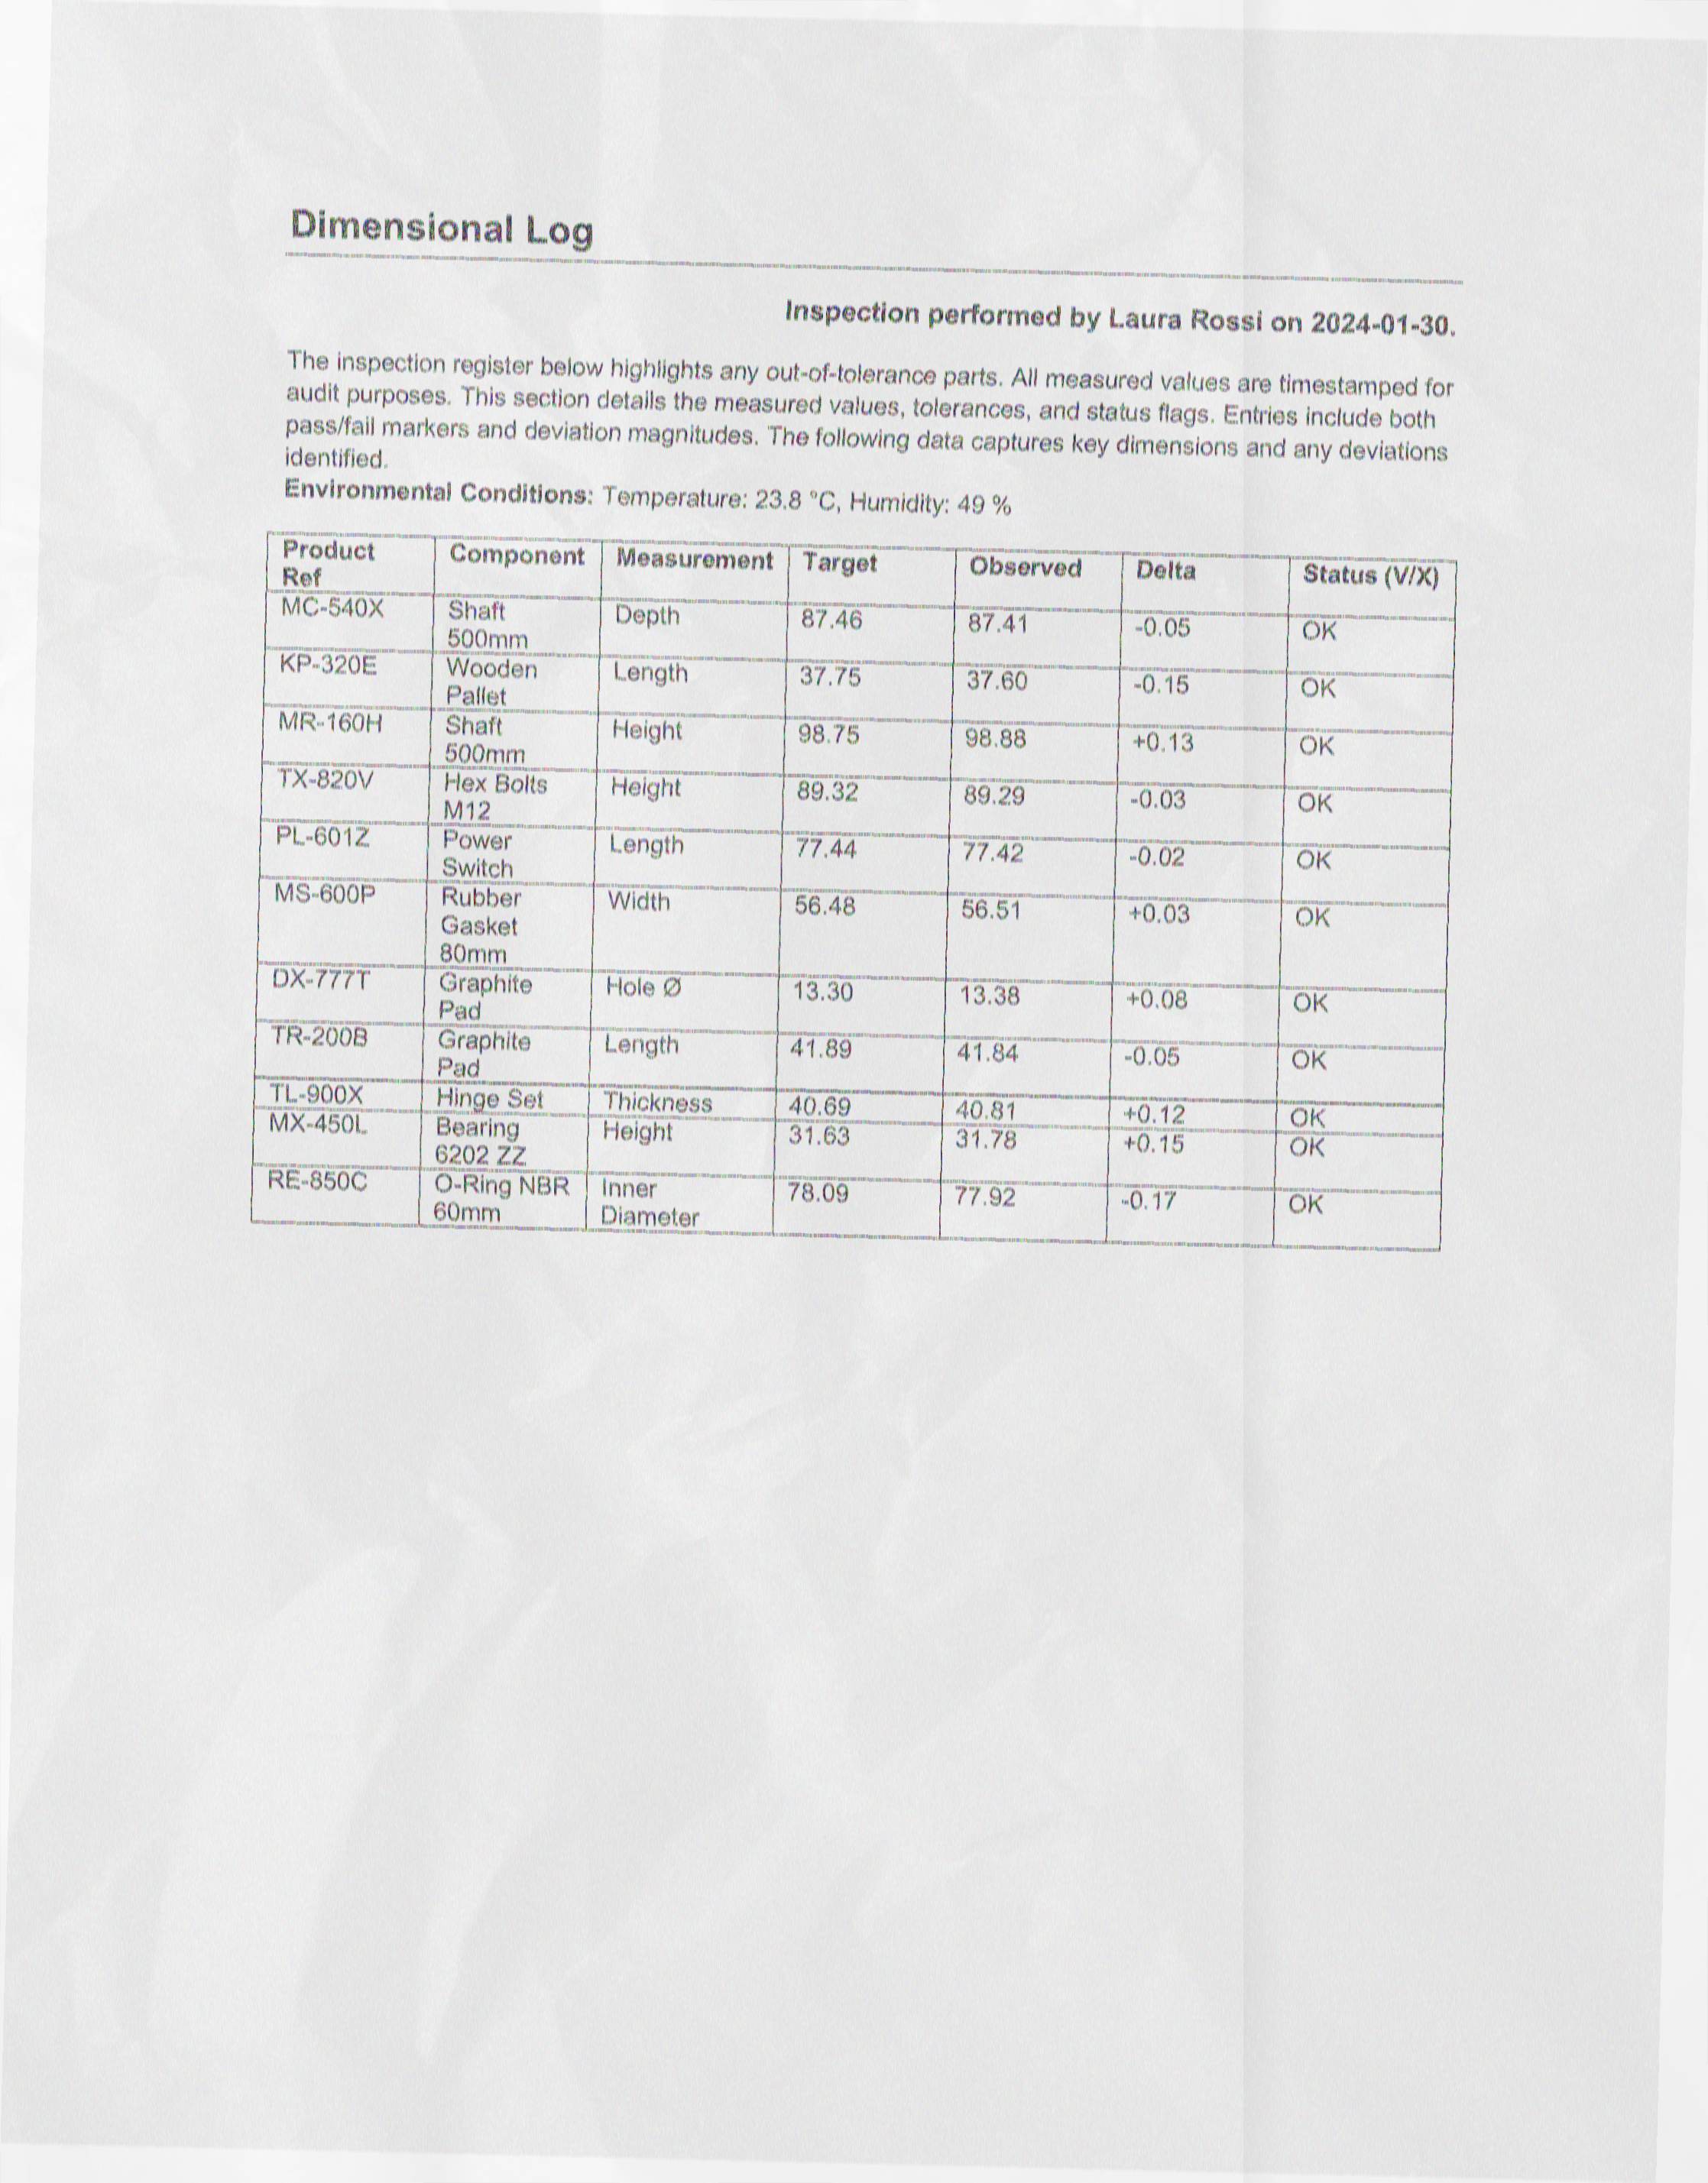 Dimensional Log
Inspection performed by Laura Rossi on 2024-01-30.
The inspection register below highlights any out-of-tolerance parts. All measured values are timestamped for
audit purposes. This section details the measured values, tolerances, and status flags. Entries include both
pass/fail markers and deviation magnitudes. The following data captures key dimensions and any deviations
identified.
Environmental Conditions: Temperature: 23.8 °C, Humidity: 49 %
Product Ref Component Measurement Target Observed Delta Status (V/X)
MC-540X Shaft 500mm Depth 87.46 87.41 -0.05 OK
KP-320E Wooden Pallet Length 37.75 37.60 -0.15 OK
MR-160H Shaft 500mm Height 98.75 98.88 +0.13 OK
TX-820V Hex Bolts M12 Height 89.32 89.29 -0.03 OK
PL-601Z Power Switch Length 77.44 77.42 -0.02 OK
MS-600P Rubber Gasket 80mm Width 56.48 56.51 +0.03 OK
DX-777T Graphite Pad Hole Ø 13.30 13.38 +0.08 OK
TR-200B Graphite Pad Length 41.89 41.84 -0.05 OK
TL-900X Hinge Set Thickness 40.69 40.81 +0.12 OK
MX-450L Bearing 6202 ZZ Height 31.63 31.78 +0.15 OK
RE-850C O-Ring NBR 60mm Inner Diameter 78.09 77.92 -0.17 OK